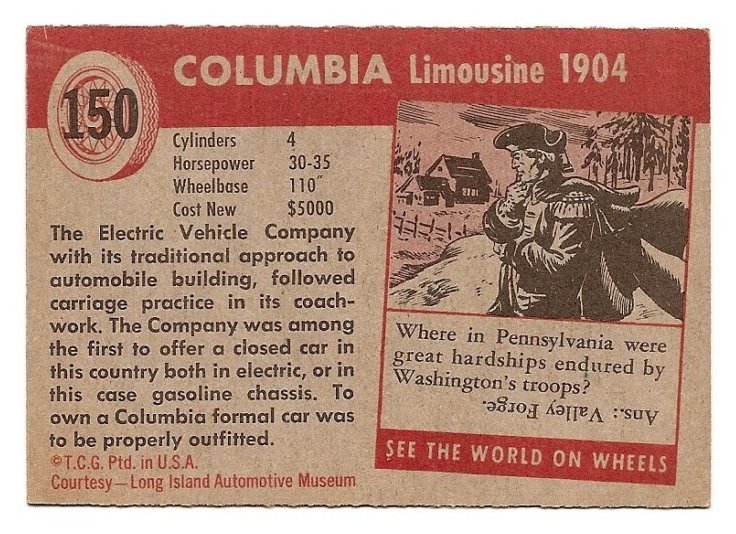 150
COLUMBIA Limousine 1904
Cylinders 4
Horsepower 30-35
Wheelbase 110"
Cost New $5000
The Electric Vehicle Company
with its traditional approach to
automobile building, followed
carriage practice in its coach-
work. The Company was among
the first to offer a closed car in
this country both in electric, or in
this case gasoline chassis. To
own a Columbia formal car was
to be properly outfitted.
©T.C.G. Ptd. in U.S.A.
Courtesy—Long Island Automotive Museum
Where in Pennsylvania were
great hardships endured by
Washington's troops?
Ans.: Valley Forge.
SEE THE WORLD ON WHEELS